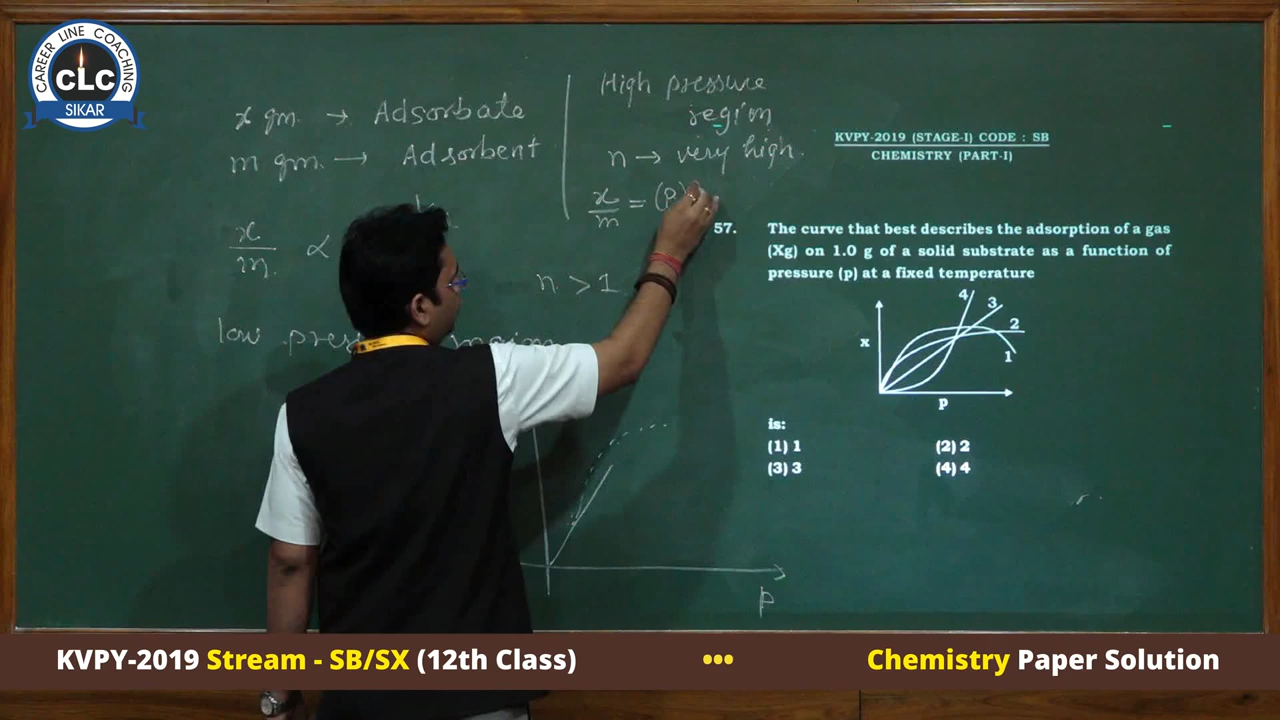 CAREER LINE COACHING
CLC
SIKAR
x gm. → Adsorbate
m gm. → Adsorbent
x/m. ∝
n > 1
low
High pressure
region
n → very high.
x/m = (P)
P
KVPY-2019 (STAGE-I) CODE : SB
CHEMISTRY (PART-I)
57. The curve that best describes the adsorption of a gas
(Xg) on 1.0 g of a solid substrate as a function of
pressure (p) at a fixed temperature
4
3
2
1
x
p
is:
(1) 1 (2) 2
(3) 3 (4) 4
KVPY-2019 Stream - SB/SX (12th Class) ••• Chemistry Paper Solution